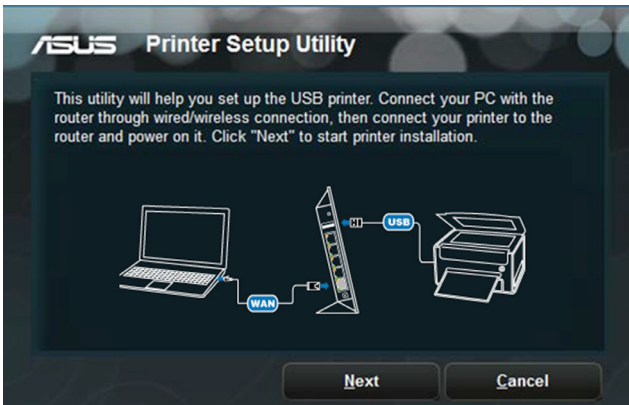 ASUS Printer Setup Utility
This utility will help you set up the USB printer. Connect your PC with the
router through wired/wireless connection, then connect your printer to the
router and power on it. Click "Next" to start printer installation.
USB
WAN
Next
Cancel